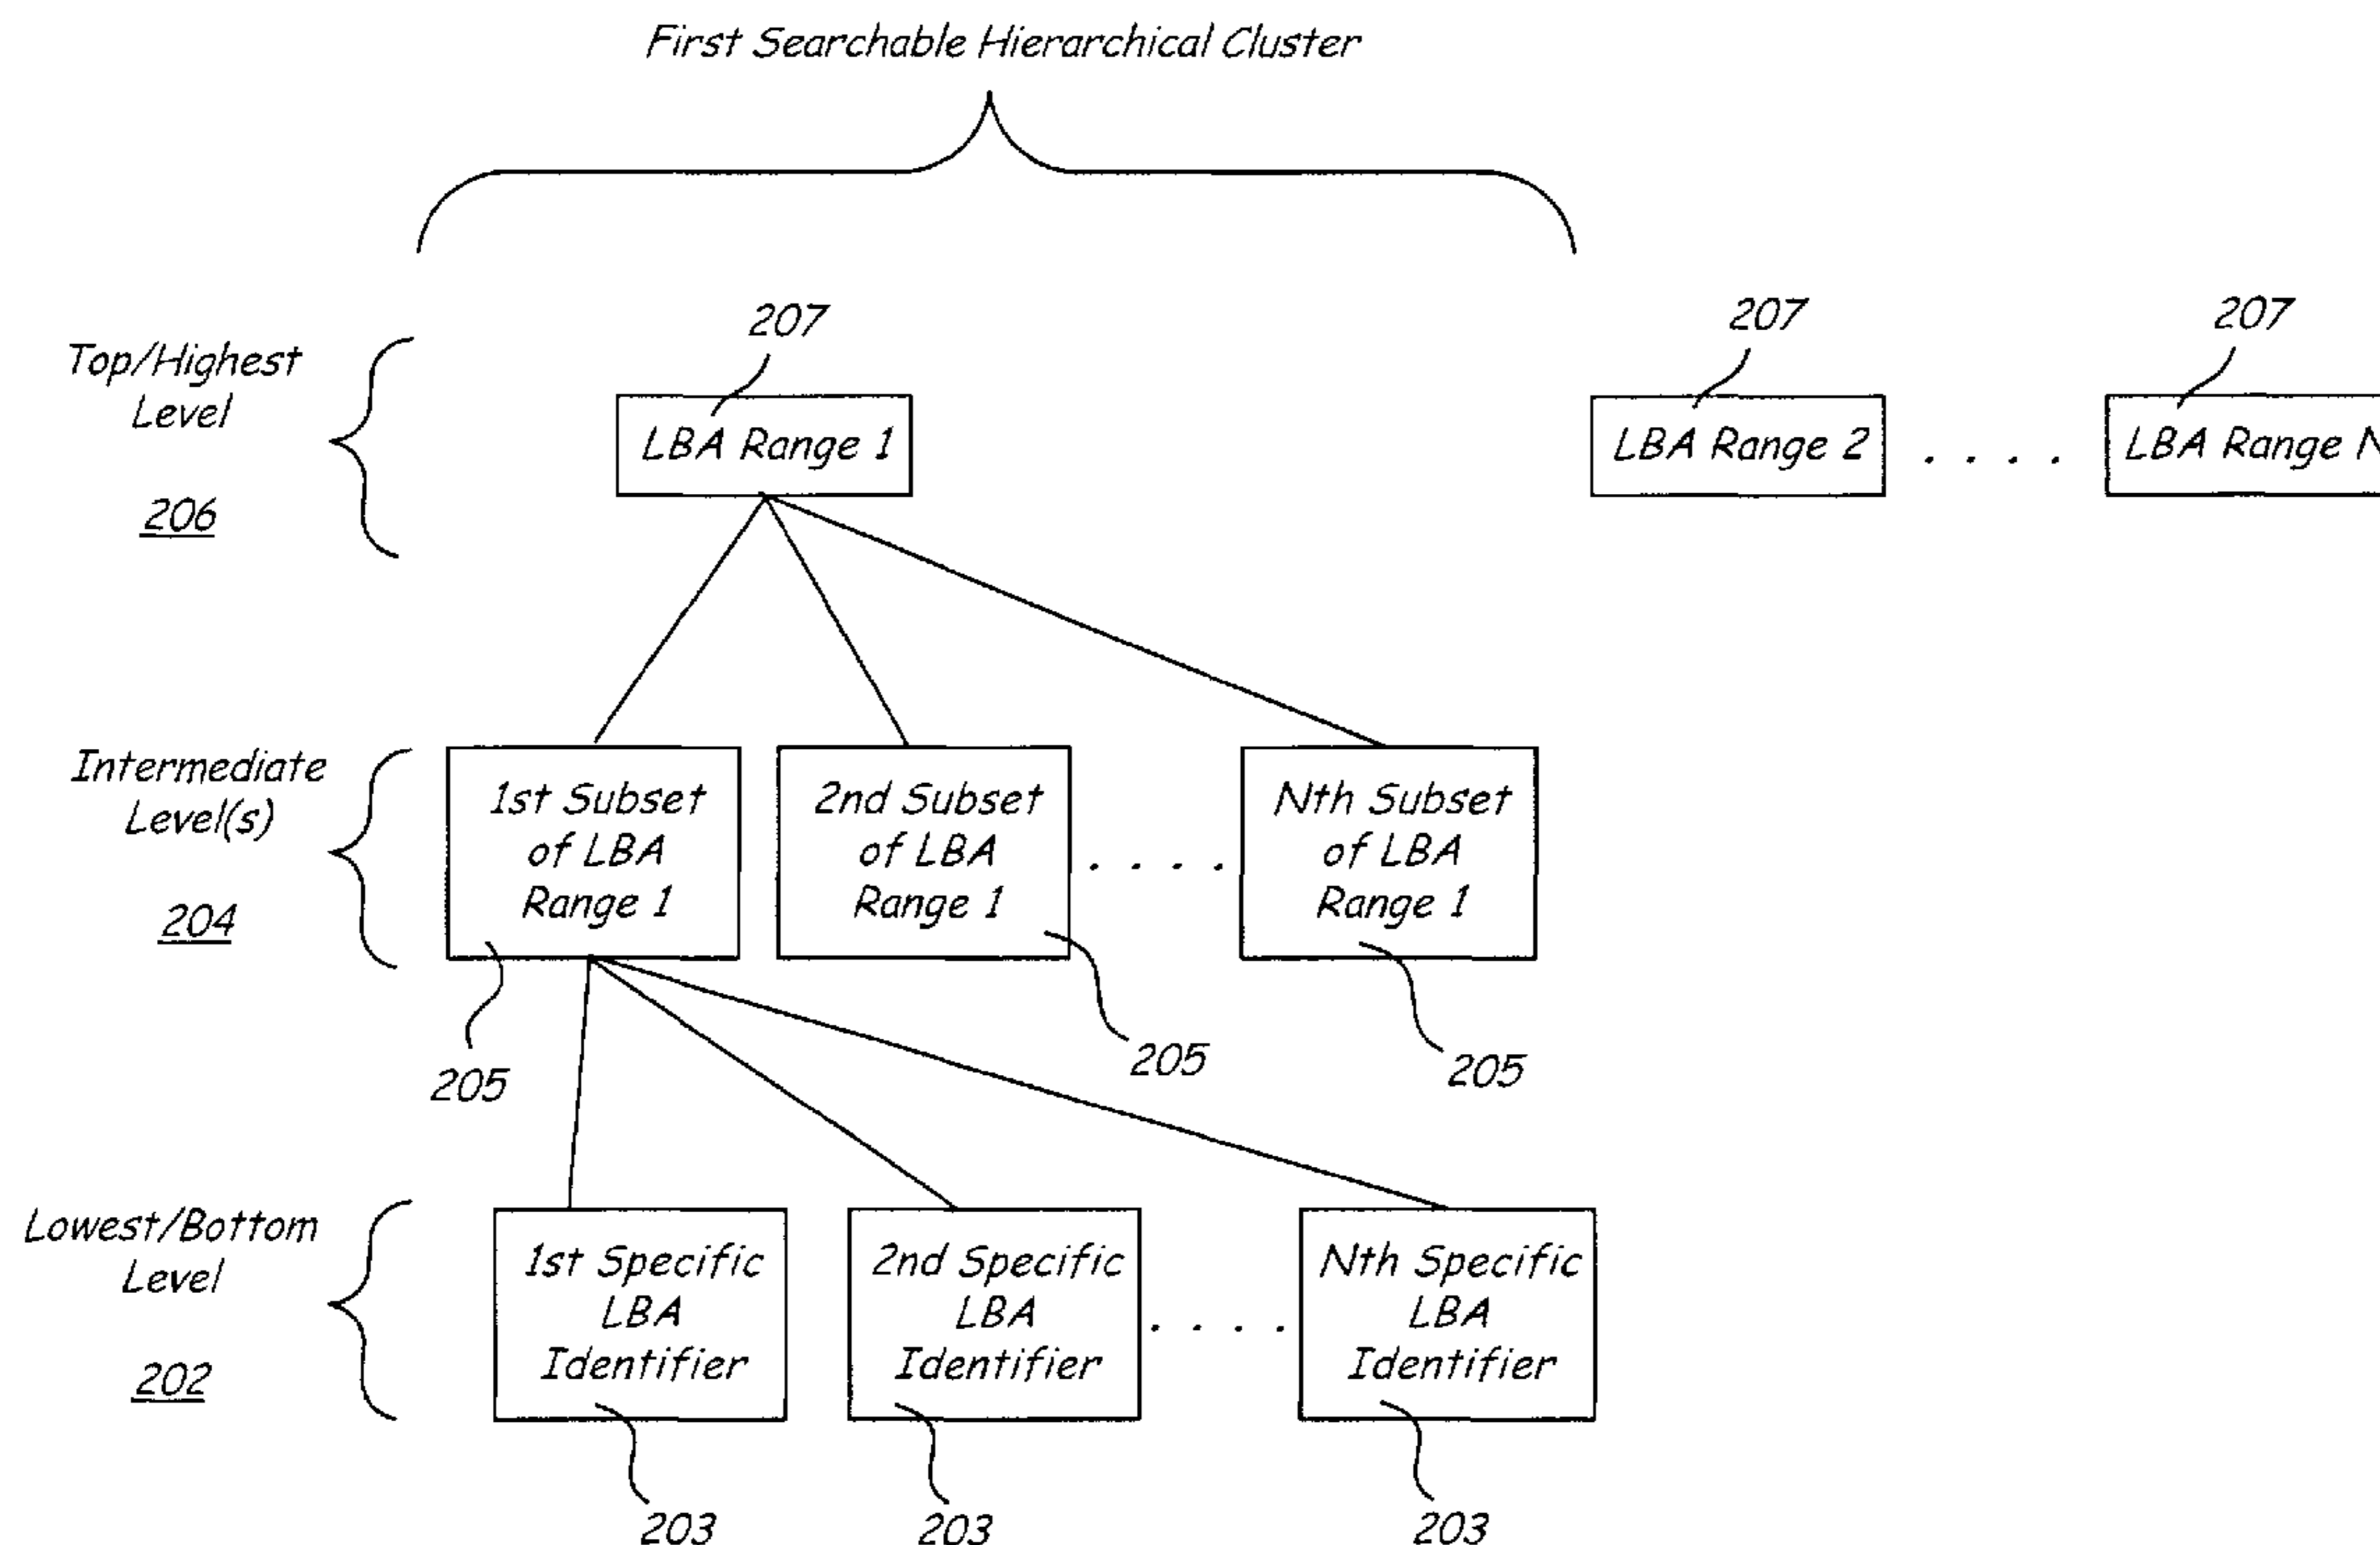 First Searchable Hierarchical Cluster
207
207
207
Top/Highest
Level
206
LBA Range 1
LBA Range 2
. . . .
LBA Range N
Intermediate
Level(s)
204
1st Subset
of LBA
Range 1
2nd Subset
of LBA
Range 1
. . . .
Nth Subset
of LBA
Range 1
205
205
205
Lowest/Bottom
Level
202
1st Specific
LBA
Identifier
2nd Specific
LBA
Identifier
. . . .
Nth Specific
LBA
Identifier
203
203
203